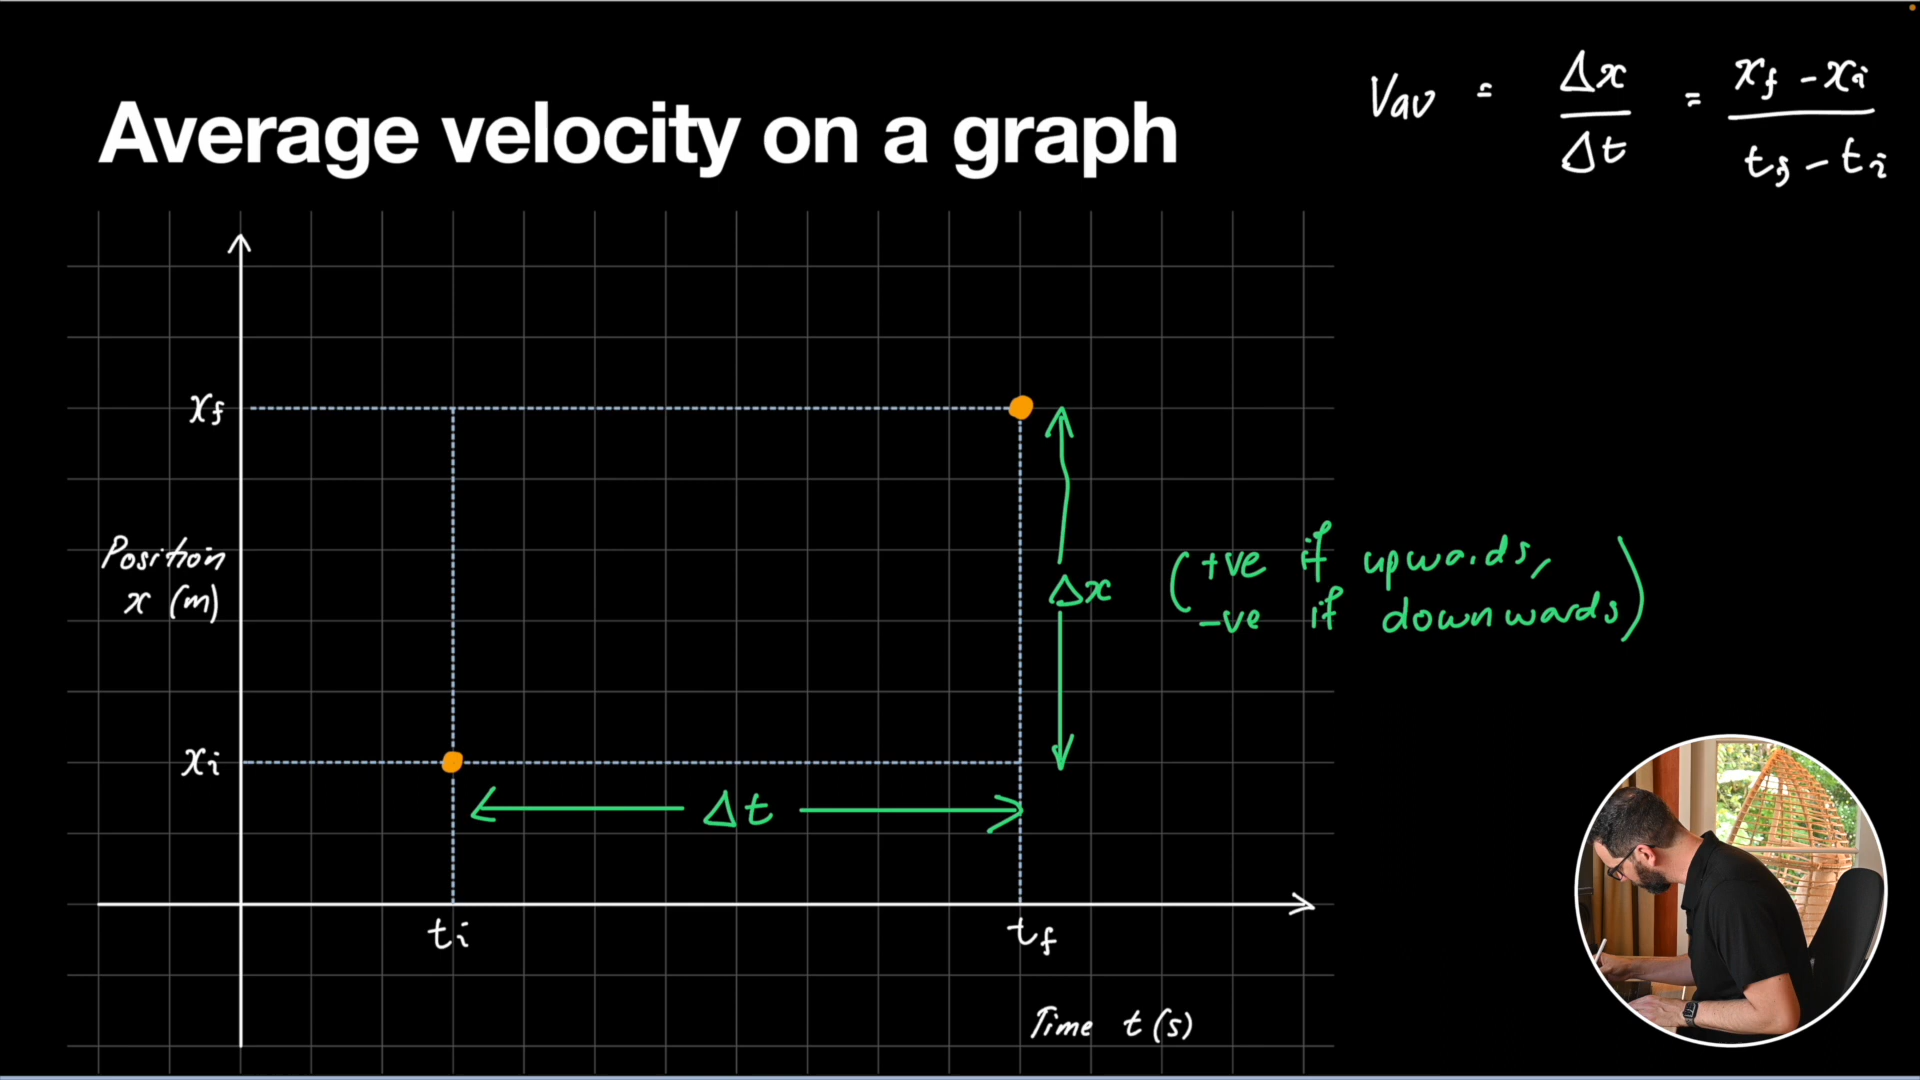 Average velocity on a graph
Vav = Δx / Δt = xf - xi / tf - ti
xf
Position
x (m)
Δx
(+ve if upwards,
-ve if downwards)
xi
Δt
ti
tf
Time t (s)